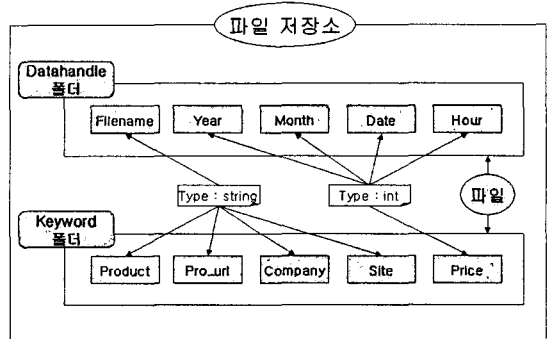 파일 저장소
Datahandle
폴더
Filename Year Month Date Hour
Type : string Type : int 파일
Keyword
폴더
Product Pro_url Company Site Price